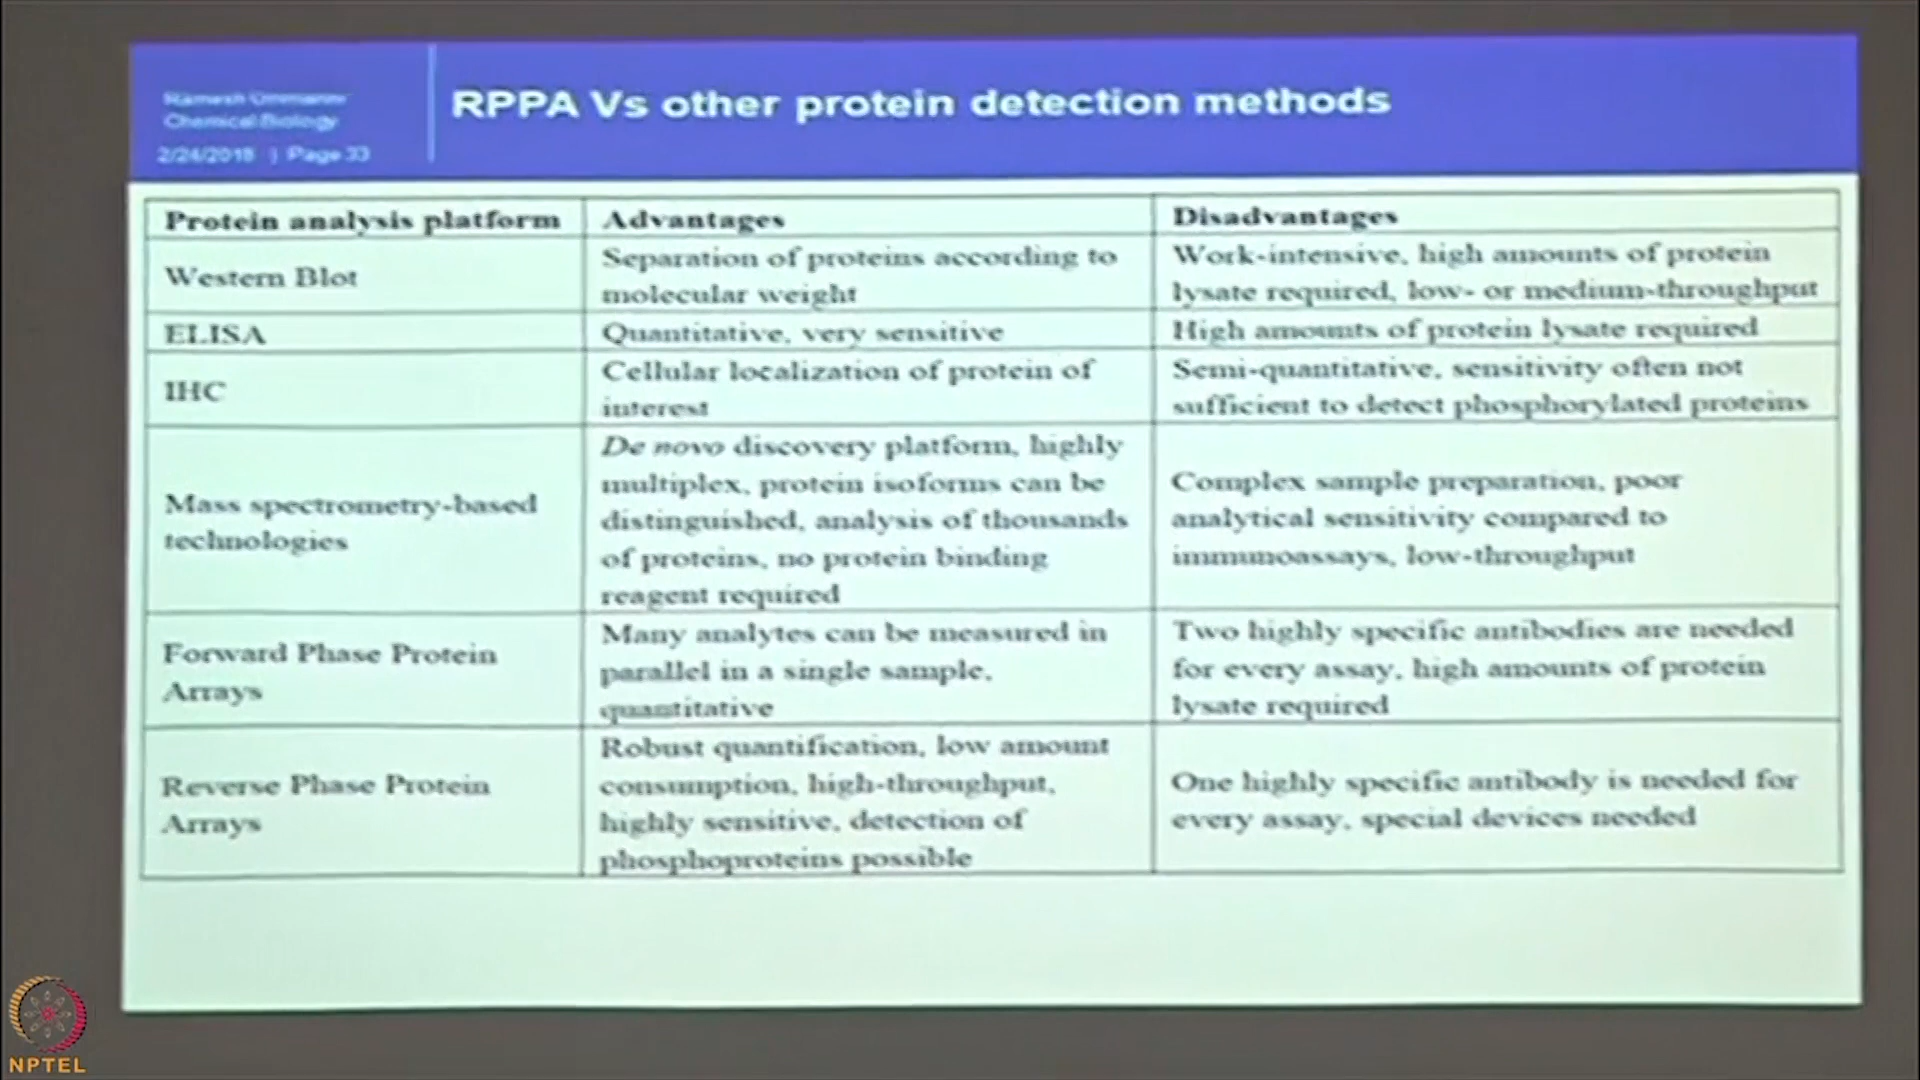 Chemical Biology
2/24/2018 | Page 33
RPPA Vs other protein detection methods
Protein analysis platform
Advantages
Disadvantages
Western Blot
Separation of proteins according to
molecular weight
Work-intensive, high amounts of protein
lysate required, low- or medium-throughput
ELISA
Quantitative, very sensitive
High amounts of protein lysate required
IHC
Cellular localization of protein of
interest
Semi-quantitative, sensitivity often not
sufficient to detect phosphorylated proteins
Mass spectrometry-based
technologies
De novo discovery platform, highly
multiplex, protein isoforms can be
distinguished, analysis of thousands
of proteins, no protein binding
reagent required
Complex sample preparation, poor
analytical sensitivity compared to
immunoassays, low-throughput
Forward Phase Protein
Arrays
Many analytes can be measured in
parallel in a single sample,
quantitative
Two highly specific antibodies are needed
for every assay, high amounts of protein
lysate required
Reverse Phase Protein
Arrays
Robust quantification, low amount
consumption, high-throughput,
highly sensitive, detection of
phosphoproteins possible
One highly specific antibody is needed for
every assay, special devices needed
NPTEL